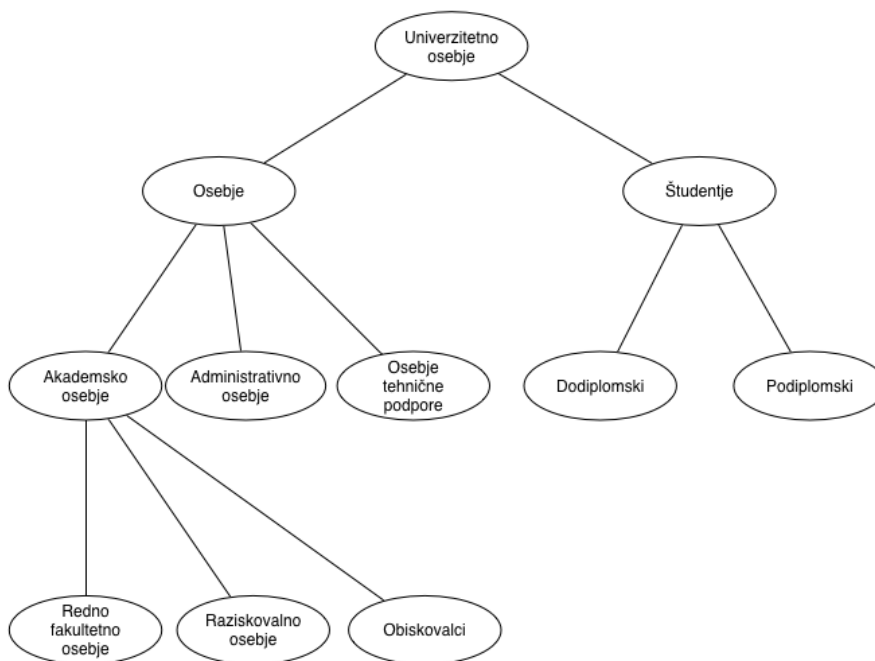 Univerzitetno
osebje
Osebje
Študentje
Akademsko
osebje
Administrativno
osebje
Osebje
tehnične
podpore
Dodiplomski
Podiplomski
Redno
fakultetno
osebje
Raziskovalno
osebje
Obiskovalci